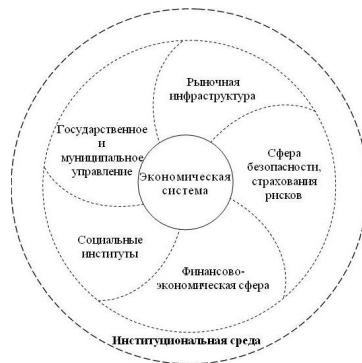 Рыночная
инфраструктура
Государственное
и
муниципальное
управление
Экономическая
система
Сфера
безопасности,
страхования
рисков
Социальные
институты
Финансово-
экономическая сфера
Институциональная среда